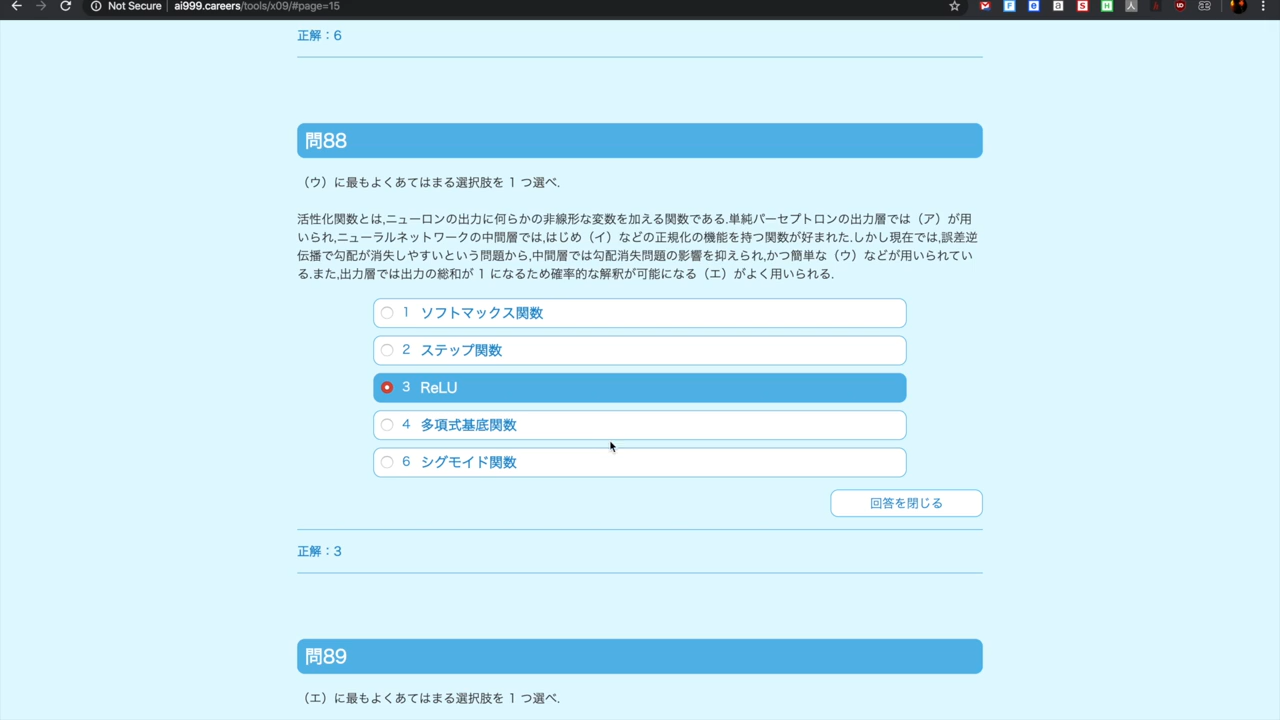 Not Secure ai999.careers/tools/x09/#page=15
正解：6
問88
（ウ）に最もよくあてはまる選択肢を 1 つ選べ.
活性化関数とは,ニューロンの出力に何らかの非線形な変数を加える関数である.単純パーセプトロンの出力層では（ア）が用
いられ,ニューラルネットワークの中間層では,はじめ（イ）などの正規化の機能を持つ関数が好まれた.しかし現在では,誤差逆
伝播で勾配が消失しやすいという問題から,中間層では勾配消失問題の影響を抑えられ,かつ簡単な（ウ）などが用いられてい
る.また,出力層では出力の総和が 1 になるため確率的な解釈が可能になる（エ）がよく用いられる.
1 ソフトマックス関数
2 ステップ関数
3 ReLU
4 多項式基底関数
6 シグモイド関数
回答を閉じる
正解：3
問89
（エ）に最もよくあてはまる選択肢を 1 つ選べ.